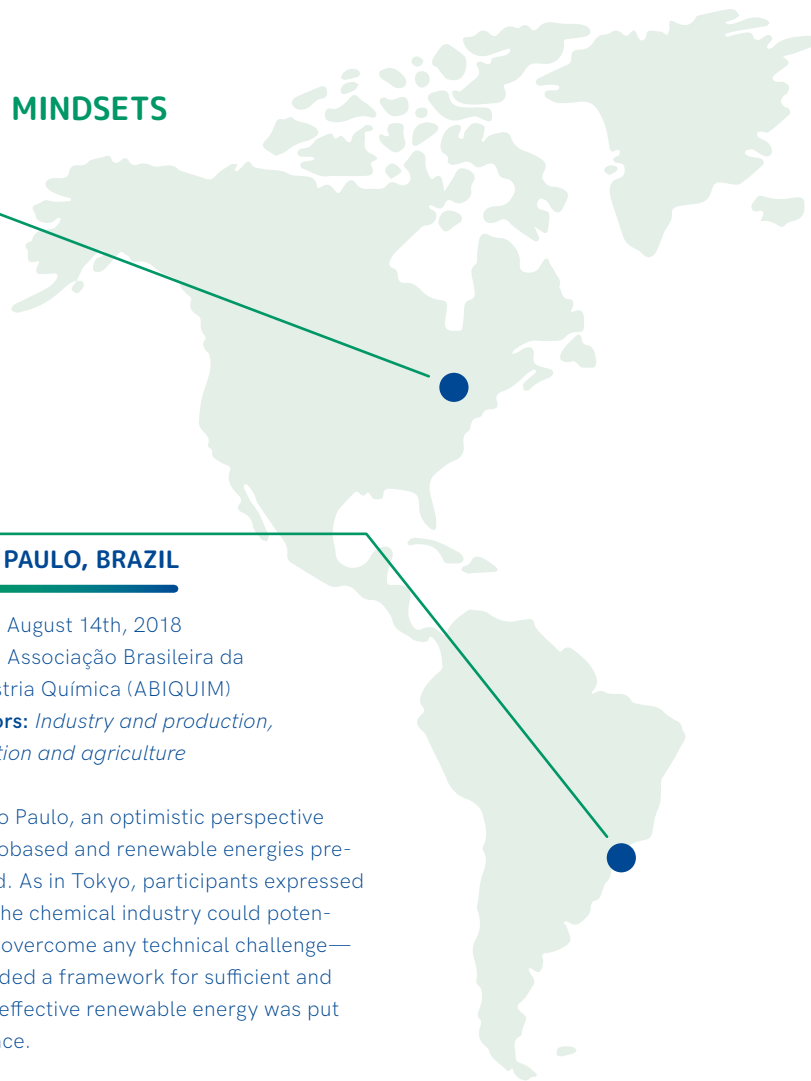 MINDSETS
PAULO, BRAZIL
August 14th, 2018
Associação Brasileira da
stria Química (ABIQUIM)
ors: Industry and production,
tion and agriculture
o Paulo, an optimistic perspective
obased and renewable energies pre-
d. As in Tokyo, participants expressed
he chemical industry could poten-
overcome any technical challenge—
ded a framework for sufficient and
effective renewable energy was put
ce.